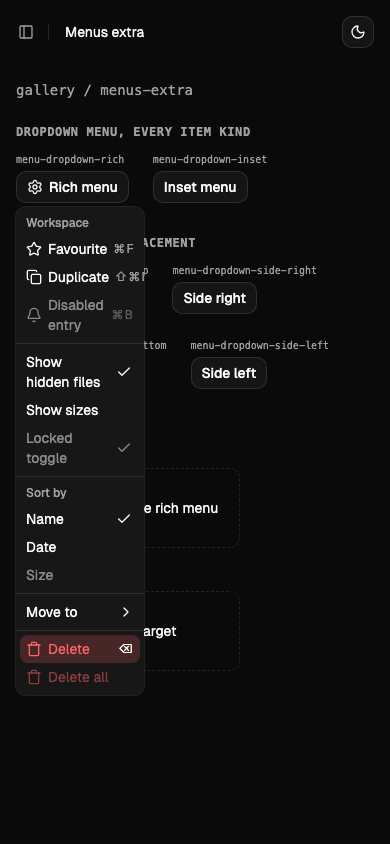 Menus extra
gallery / menus-extra
DROPDOWN MENU, EVERY ITEM KIND
menu-dropdown-rich
menu-dropdown-inset
Rich menu
Inset menu
Workspace
Favourite ⌘F
Duplicate
Disabled
entry ⌘B
menu-dropdown-side-right
Side right
menu-dropdown-side-left
Side left
Show
hidden files
Show sizes
Locked
toggle
Sort by
Name
Date
Size
rich menu
Move to
Delete
Delete all